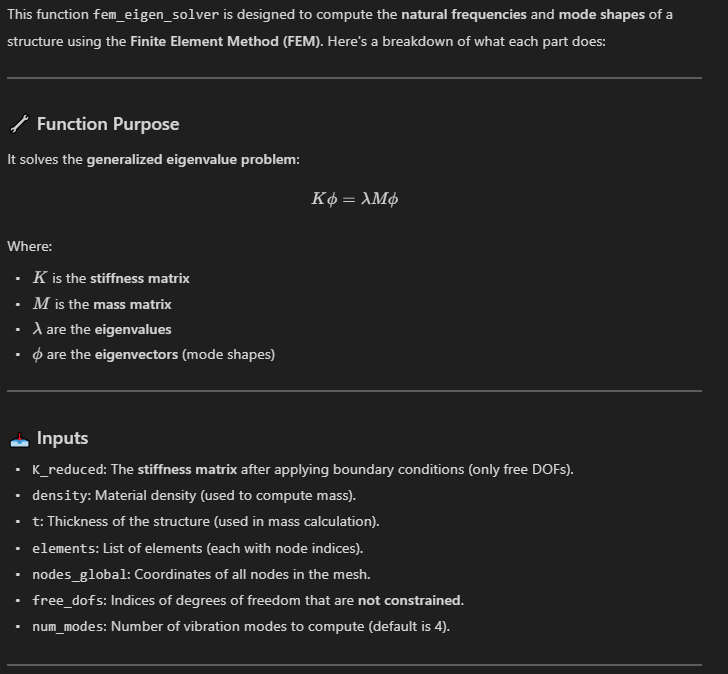 This function fem_eigen_solver is designed to compute the natural frequencies and mode shapes of a
structure using the Finite Element Method (FEM). Here's a breakdown of what each part does:
Function Purpose
It solves the generalized eigenvalue problem:
Kϕ = λMϕ
Where:
• K is the stiffness matrix
• M is the mass matrix
• λ are the eigenvalues
• ϕ are the eigenvectors (mode shapes)
Inputs
• K_reduced: The stiffness matrix after applying boundary conditions (only free DOFs).
• density: Material density (used to compute mass).
• t: Thickness of the structure (used in mass calculation).
• elements: List of elements (each with node indices).
• nodes_global: Coordinates of all nodes in the mesh.
• free_dofs: Indices of degrees of freedom that are not constrained.
• num_modes: Number of vibration modes to compute (default is 4).